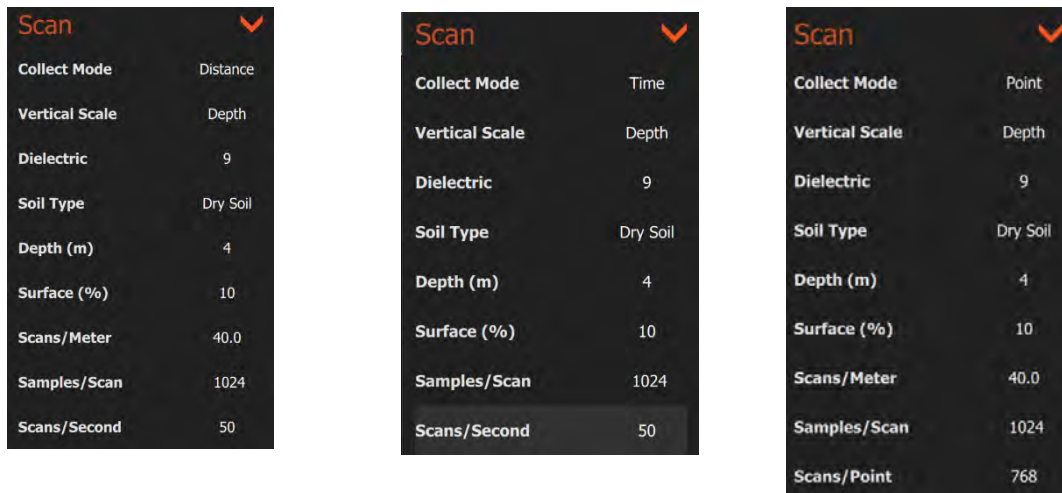 Scan
Collect Mode Distance
Vertical Scale Depth
Dielectric 9
Soil Type Dry Soil
Depth (m) 4
Surface (%) 10
Scans/Meter 40.0
Samples/Scan 1024
Scans/Second 50
Scan
Collect Mode Time
Vertical Scale Depth
Dielectric 9
Soil Type Dry Soil
Depth (m) 4
Surface (%) 10
Samples/Scan 1024
Scans/Second 50
Scan
Collect Mode Point
Vertical Scale Depth
Dielectric 9
Soil Type Dry Soil
Depth (m) 4
Surface (%) 10
Scans/Meter 40.0
Samples/Scan 1024
Scans/Point 768